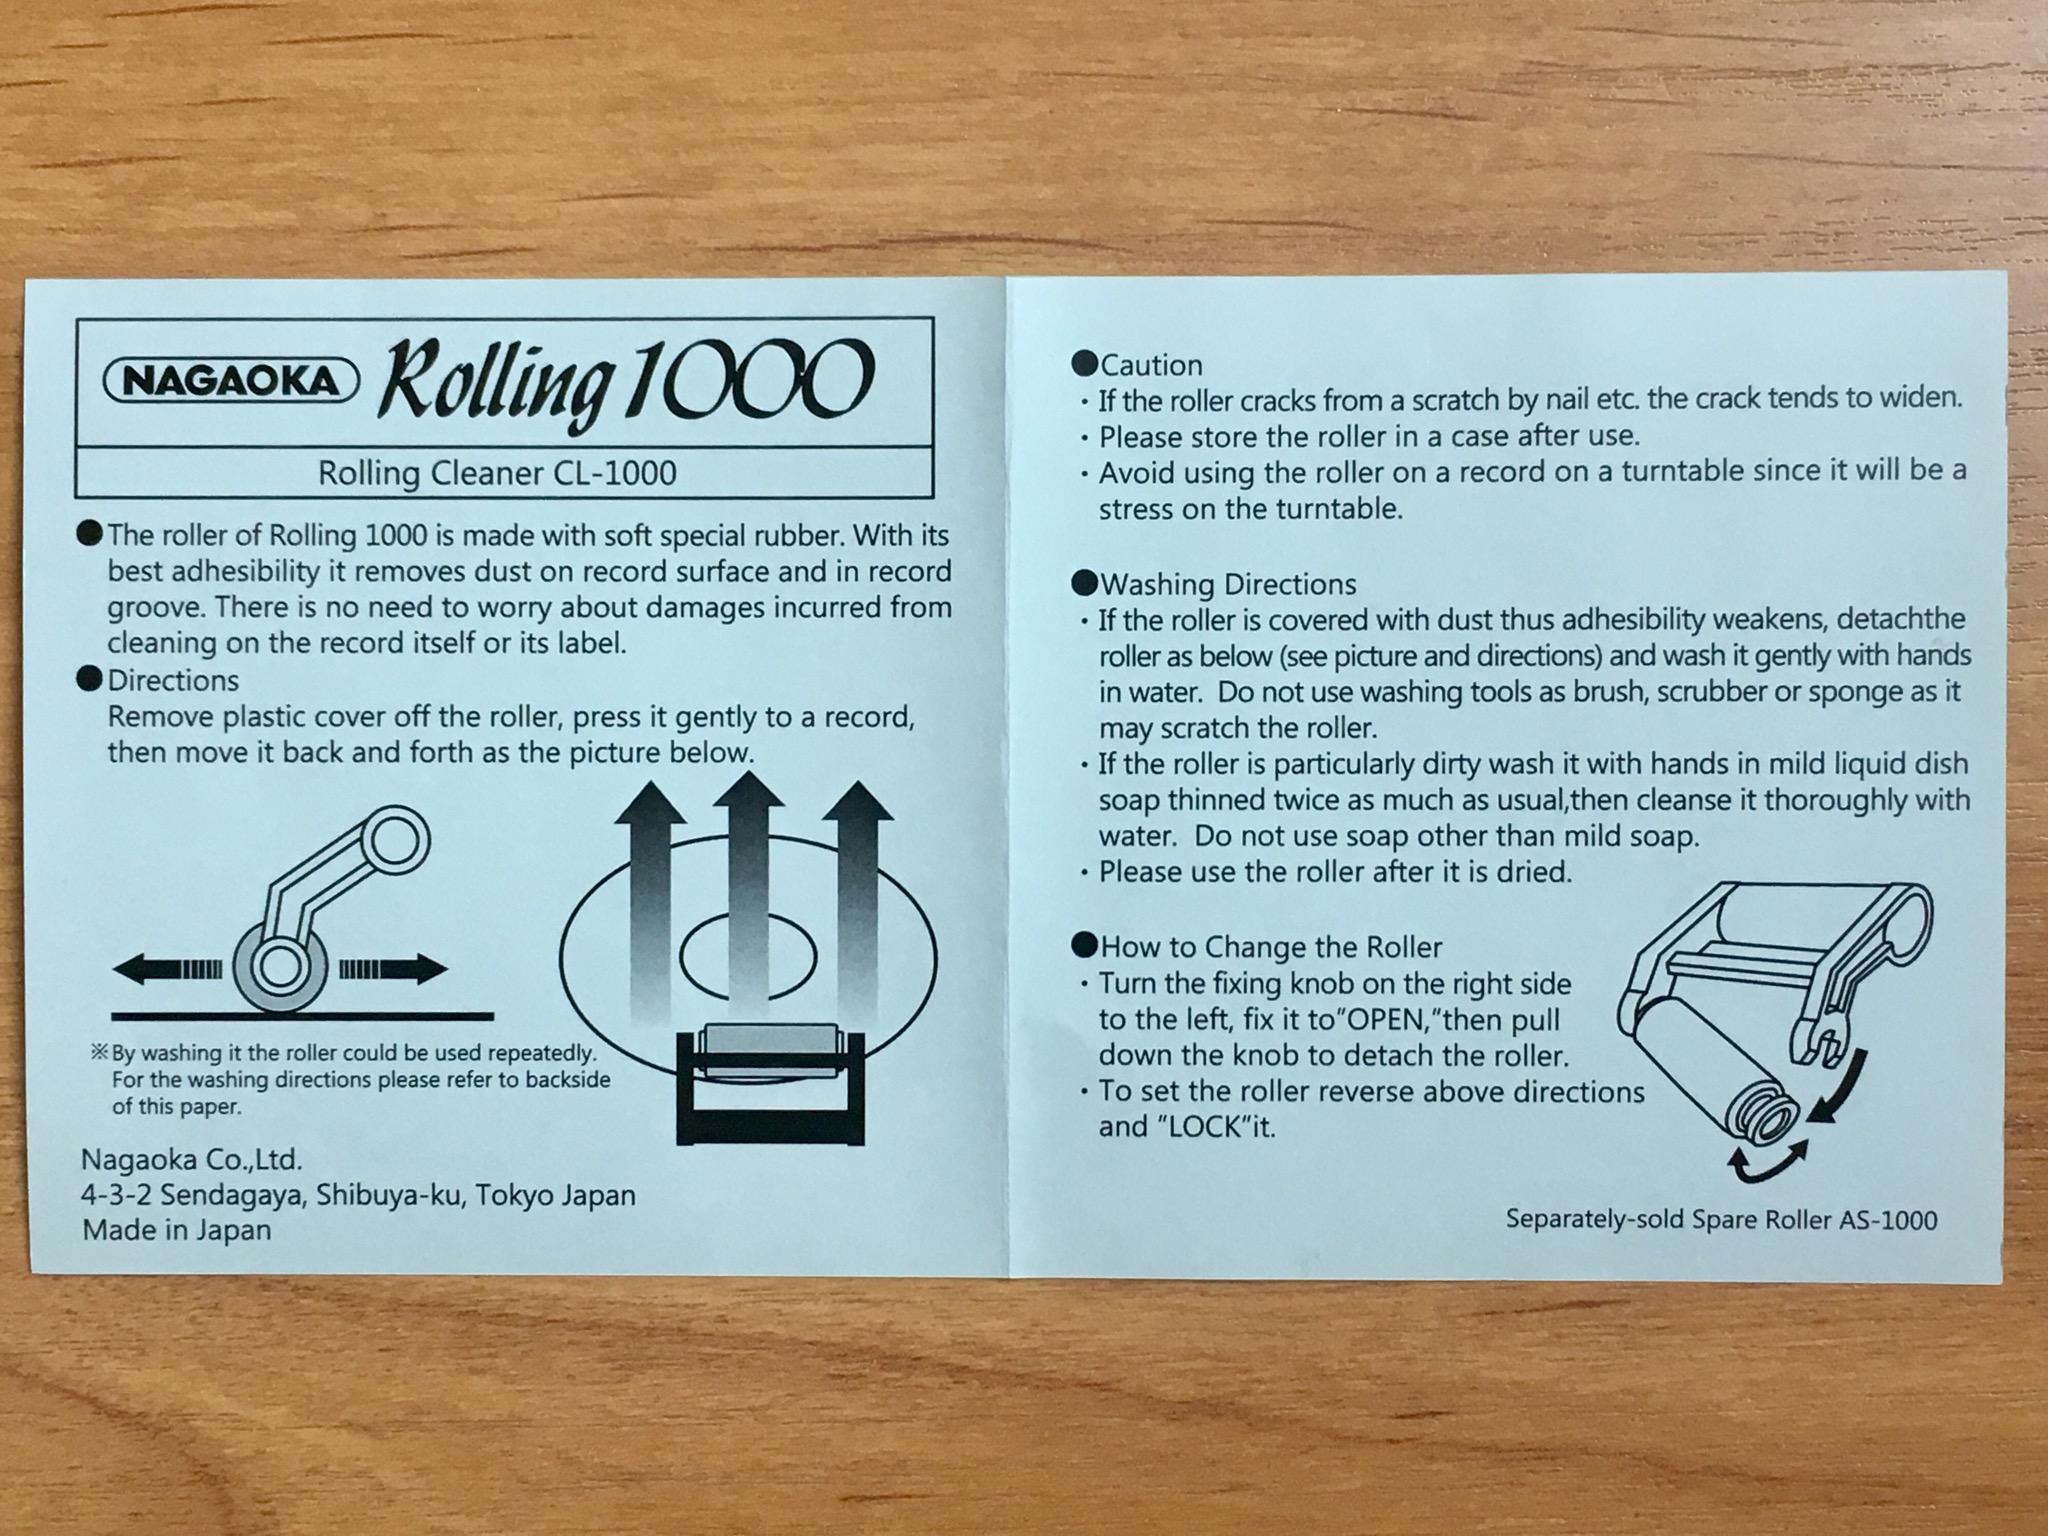 NAGAOKA Rolling 1000
Rolling Cleaner CL-1000
●The roller of Rolling 1000 is made with soft special rubber. With its
best adhesibility it removes dust on record surface and in record
groove. There is no need to worry about damages incurred from
cleaning on the record itself or its label.
●Directions
Remove plastic cover off the roller, press it gently to a record,
then move it back and forth as the picture below.
※By washing it the roller could be used repeatedly.
For the washing directions please refer to backside
of this paper.
Nagaoka Co.,Ltd.
4-3-2 Sendagaya, Shibuya-ku, Tokyo Japan
Made in Japan
●Caution
・If the roller cracks from a scratch by nail etc. the crack tends to widen.
・Please store the roller in a case after use.
・Avoid using the roller on a record on a turntable since it will be a
stress on the turntable.
●Washing Directions
・If the roller is covered with dust thus adhesibility weakens, detachthe
roller as below (see picture and directions) and wash it gently with hands
in water.  Do not use washing tools as brush, scrubber or sponge as it
may scratch the roller.
・If the roller is particularly dirty wash it with hands in mild liquid dish
soap thinned twice as much as usual,then cleanse it thoroughly with
water.  Do not use soap other than mild soap.
・Please use the roller after it is dried.
●How to Change the Roller
・Turn the fixing knob on the right side
to the left, fix it to"OPEN,"then pull
down the knob to detach the roller.
・To set the roller reverse above directions
and "LOCK"it.
Separately-sold Spare Roller AS-1000